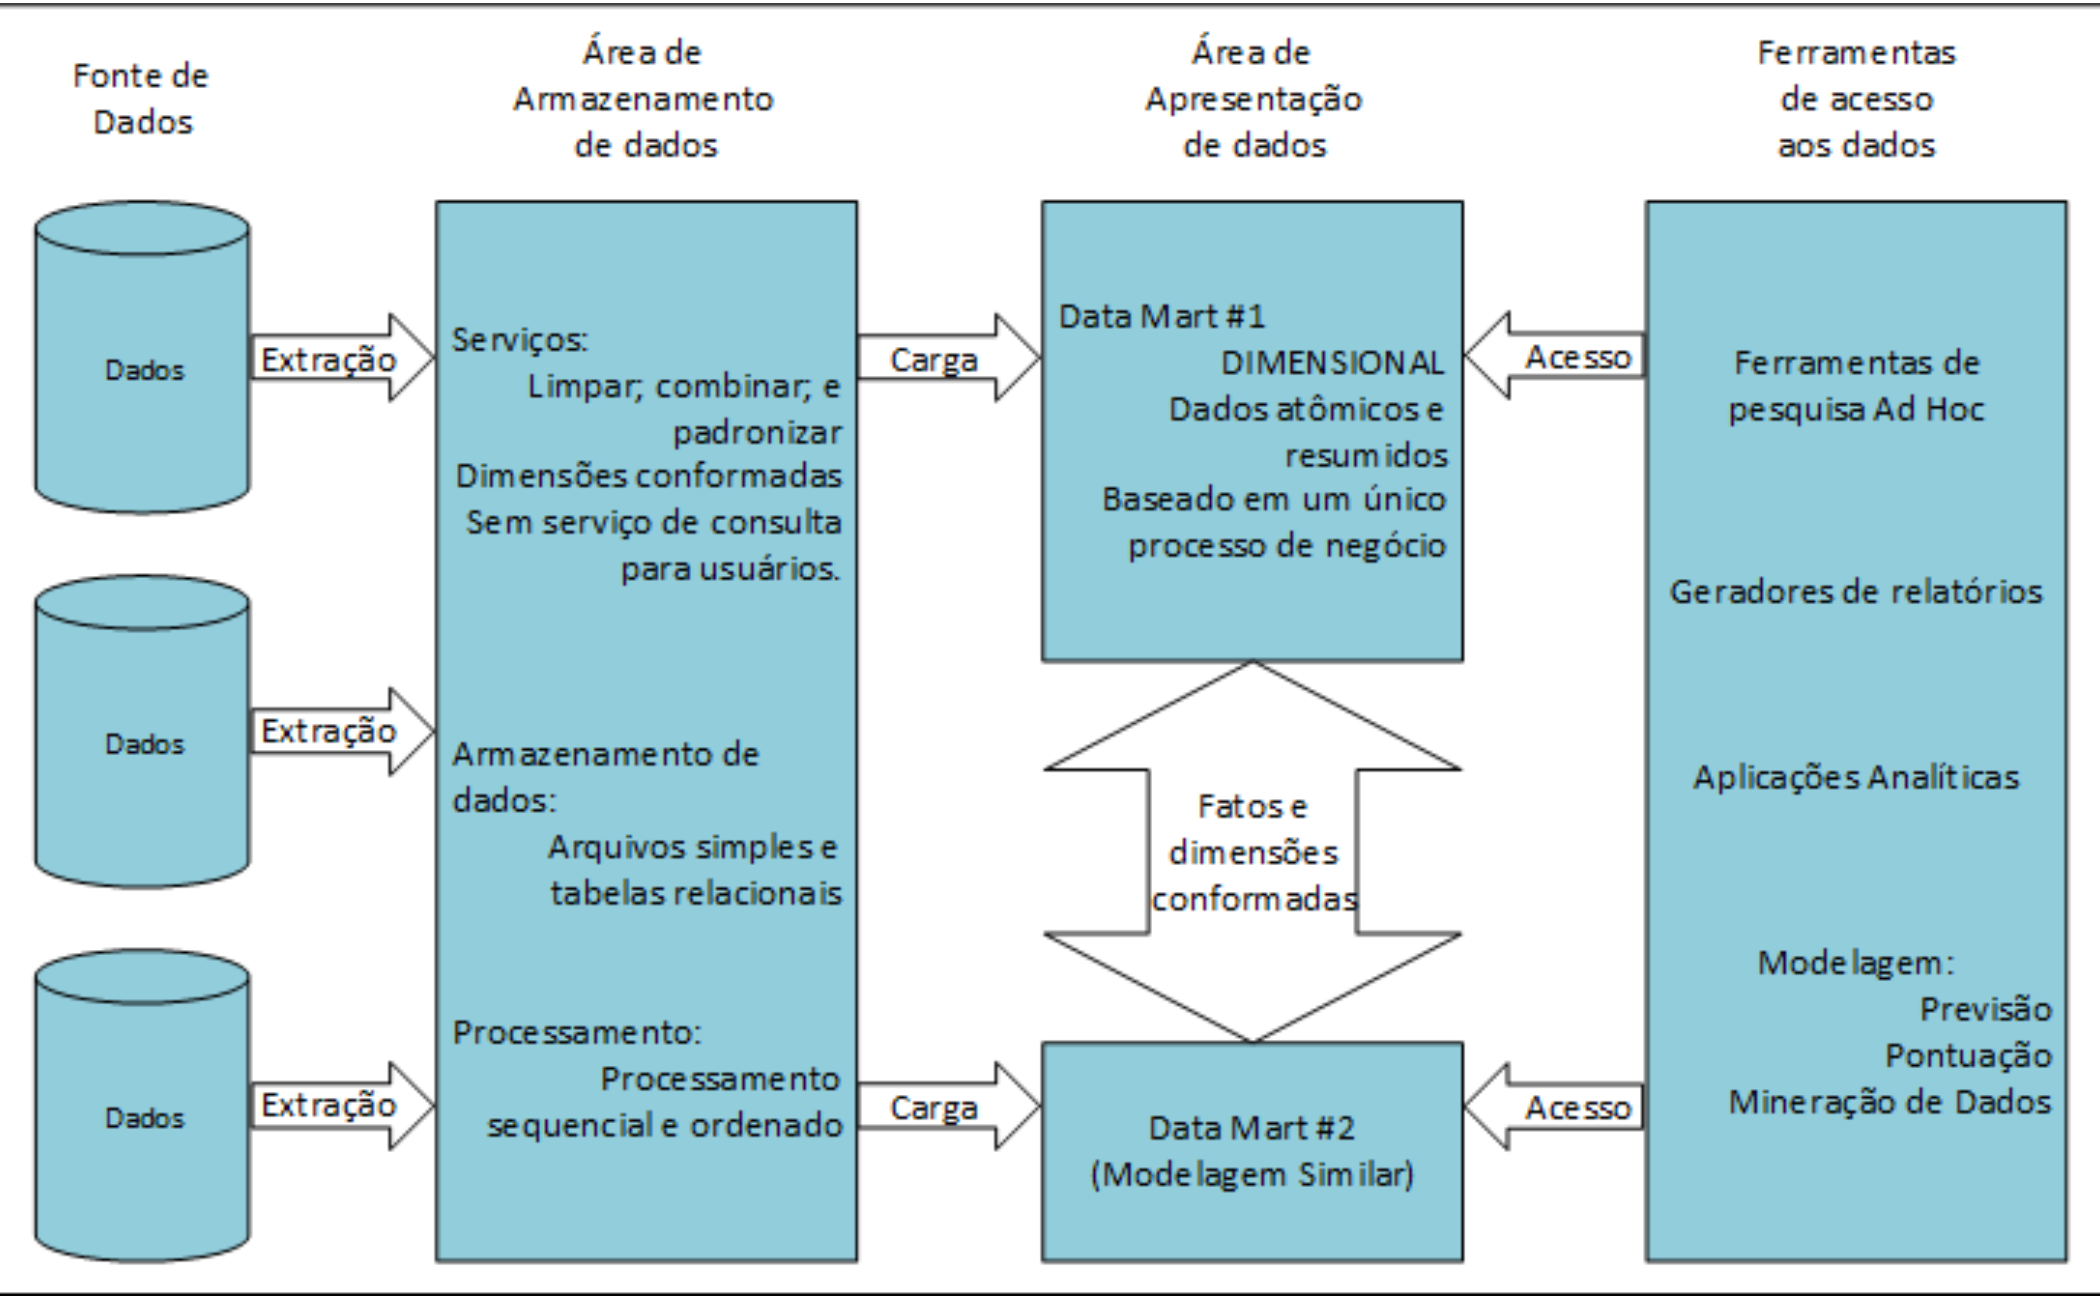 Fonte de
Dados
Área de
Armazenamento
de dados
Área de
Apresentação
de dados
Ferramentas
de acesso
aos dados
Dados
Extração
Dados
Extração
Dados
Extração
Serviços:
Limpar; combinar; e
padronizar
Dimensões conformadas
Sem serviço de consulta
para usuários.
Armazenamento de
dados:
Arquivos simples e
tabelas relacionais
Processamento:
Processamento
sequencial e ordenado
Carga
Carga
Data Mart #1
DIMENSIONAL
Dados atômicos e
resumidos
Baseado em um único
processo de negócio
Fatos e
dimensões
conformadas
Data Mart #2
(Modelagem Similar)
Acesso
Acesso
Ferramentas de
pesquisa Ad Hoc
Geradores de relatórios
Aplicações Analíticas
Modelagem:
Previsão
Pontuação
Mineração de Dados